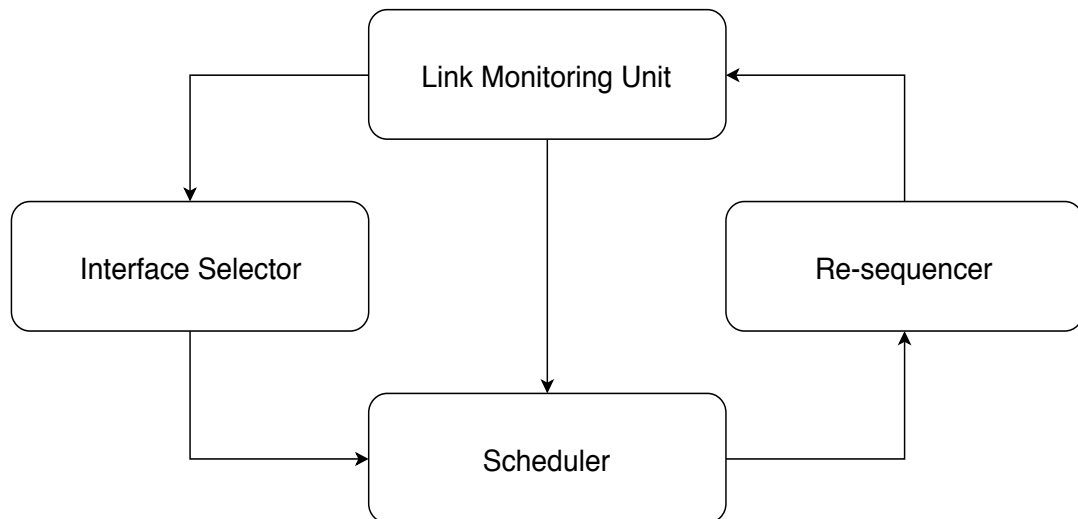 Link Monitoring Unit
Interface Selector
Re-sequencer
Scheduler